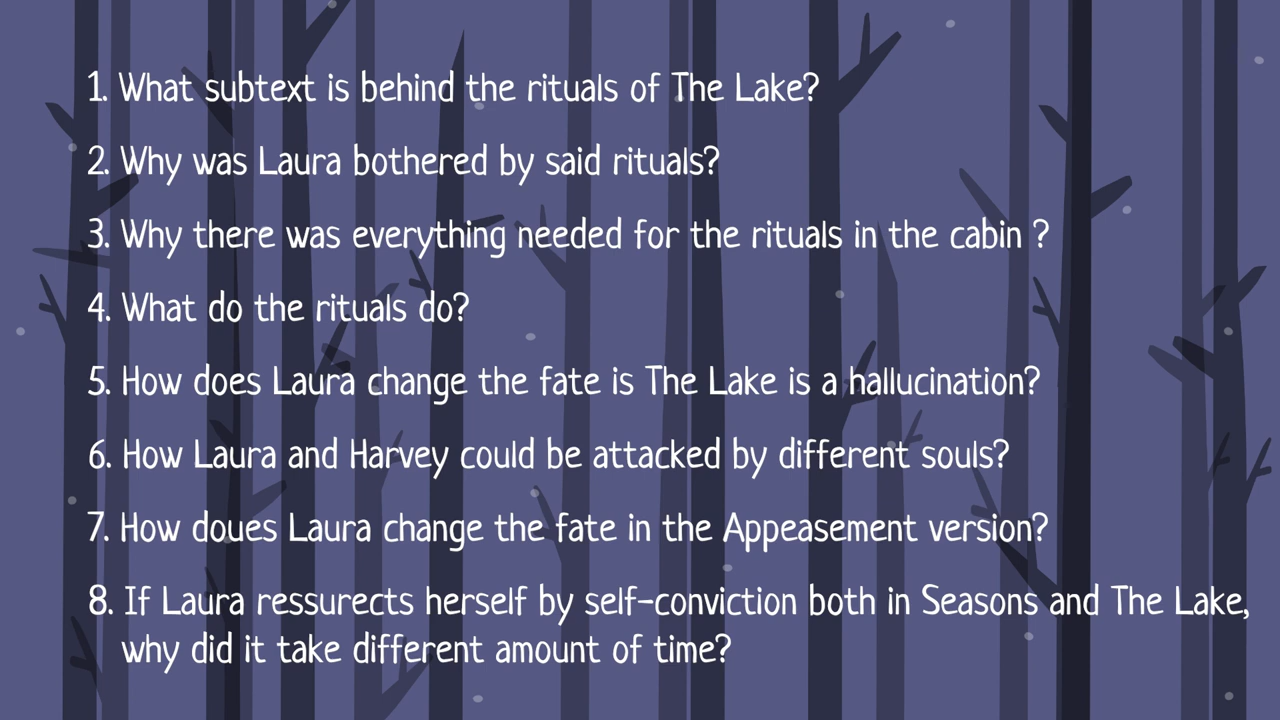 1. What subtext is behind the rituals of The Lake?
2. Why was Laura bothered by said rituals?
3. Why there was everything needed for the rituals in the cabin ?
4. What do the rituals do?
5. How does Laura change the fate is The Lake is a hallucination?
6. How Laura and Harvey could be attacked by different souls?
7. How doues Laura change the fate in the Appeasement version?
8. If Laura ressurects herself by self-conviction both in Seasons and The Lake,
why did it take different amount of time?